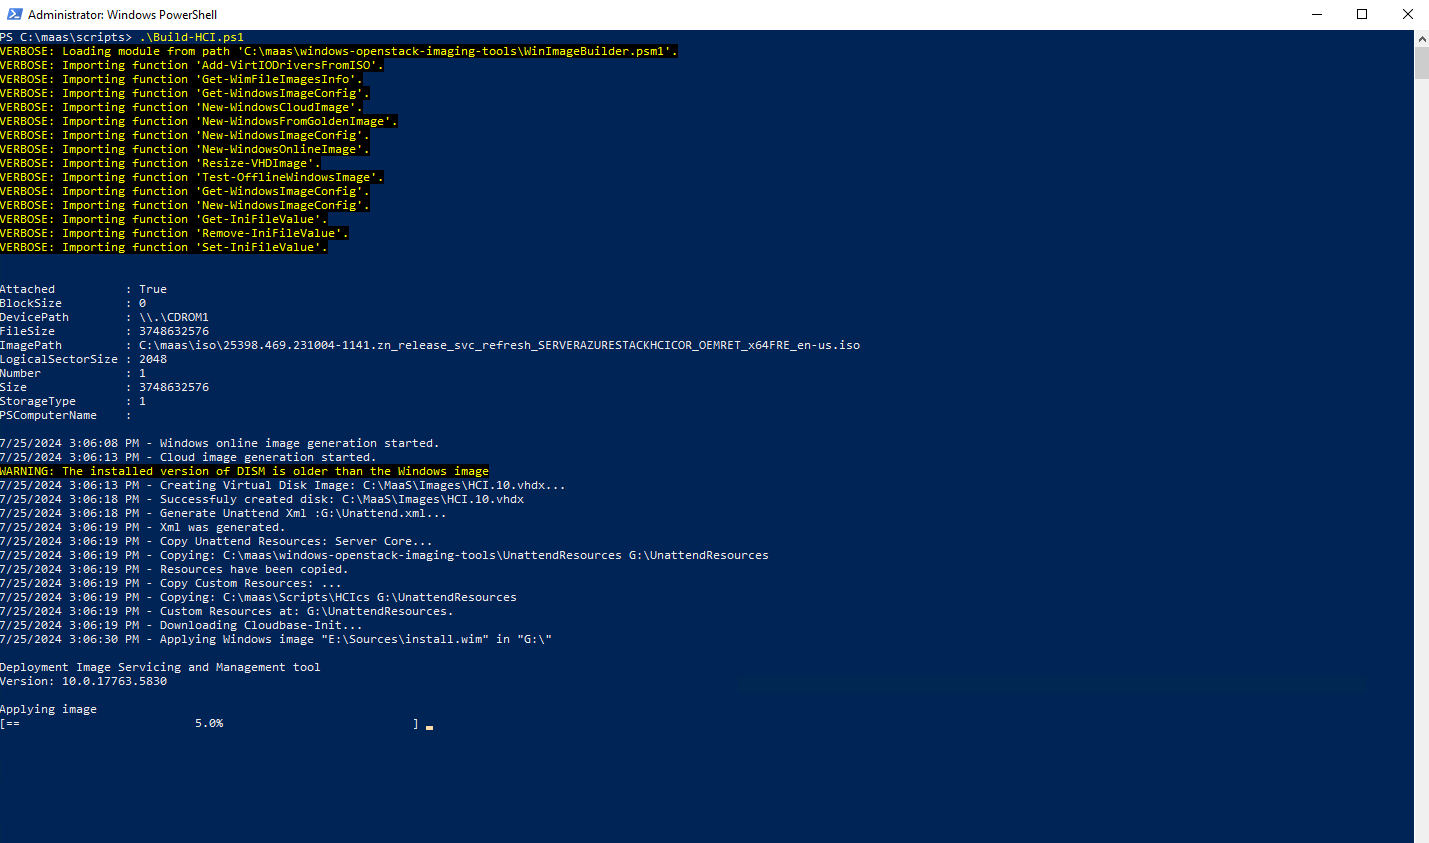 Administrator: Windows PowerShell
PS C:\maas\scripts> .\Build-HCI.ps1
VERBOSE: Loading module from path 'C:\maas\windows-openstack-imaging-tools\WinImageBuilder.psm1'.
VERBOSE: Importing function 'Add-VirtIODriversFromISO'.
VERBOSE: Importing function 'Get-WimFileImagesInfo'.
VERBOSE: Importing function 'Get-WindowsImageConfig'.
VERBOSE: Importing function 'New-WindowsCloudImage'.
VERBOSE: Importing function 'New-WindowsFromGoldenImage'.
VERBOSE: Importing function 'New-WindowsImageConfig'.
VERBOSE: Importing function 'New-WindowsOnlineImage'.
VERBOSE: Importing function 'Resize-VHDImage'.
VERBOSE: Importing function 'Test-OfflineWindowsImage'.
VERBOSE: Importing function 'Get-WindowsImageConfig'.
VERBOSE: Importing function 'New-WindowsImageConfig'.
VERBOSE: Importing function 'Get-IniFileValue'.
VERBOSE: Importing function 'Remove-IniFileValue'.
VERBOSE: Importing function 'Set-IniFileValue'.
Attached          : True
BlockSize         : 0
DevicePath        : \\.\CDROM1
FileSize          : 3748632576
ImagePath         : C:\maas\iso\25398.469.231004-1141.zn_release_svc_refresh_SERVERAZURESTACKHCICOR_OEMRET_x64FRE_en-us.iso
LogicalSectorSize : 2048
Number            : 1
Size              : 3748632576
StorageType       : 1
PSComputerName    :
7/25/2024 3:06:08 PM - Windows online image generation started.
7/25/2024 3:06:13 PM - Cloud image generation started.
WARNING: The installed version of DISM is older than the Windows image
7/25/2024 3:06:13 PM - Creating Virtual Disk Image: C:\MaaS\Images\HCI.10.vhdx...
7/25/2024 3:06:18 PM - Successfuly created disk: C:\MaaS\Images\HCI.10.vhdx
7/25/2024 3:06:18 PM - Generate Unattend Xml :G:\Unattend.xml...
7/25/2024 3:06:19 PM - Xml was generated.
7/25/2024 3:06:19 PM - Copy Unattend Resources: Server Core...
7/25/2024 3:06:19 PM - Copying: C:\maas\windows-openstack-imaging-tools\UnattendResources G:\UnattendResources
7/25/2024 3:06:19 PM - Resources have been copied.
7/25/2024 3:06:19 PM - Copy Custom Resources: ...
7/25/2024 3:06:19 PM - Copying: C:\maas\Scripts\HCIcs G:\UnattendResources
7/25/2024 3:06:19 PM - Custom Resources at: G:\UnattendResources.
7/25/2024 3:06:19 PM - Downloading Cloudbase-Init...
7/25/2024 3:06:30 PM - Applying Windows image "E:\Sources\install.wim" in "G:\"
Deployment Image Servicing and Management tool
Version: 10.0.17763.5830
Applying image
[==                         5.0%                           ]